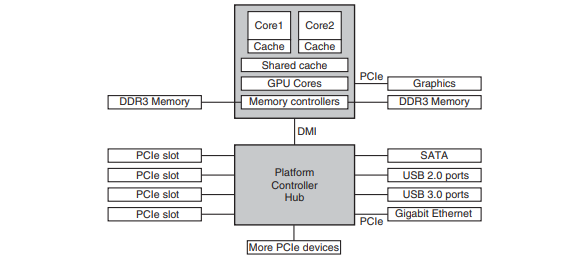 Core1 Core2
Cache Cache
Shared cache
GPU Cores
PCIe
Graphics
DDR3 Memory
Memory controllers
DDR3 Memory
DMI
PCIe slot
SATA
PCIe slot
Platform
Controller
Hub
USB 2.0 ports
PCIe slot
USB 3.0 ports
PCIe slot
PCIe
Gigabit Ethernet
More PCIe devices